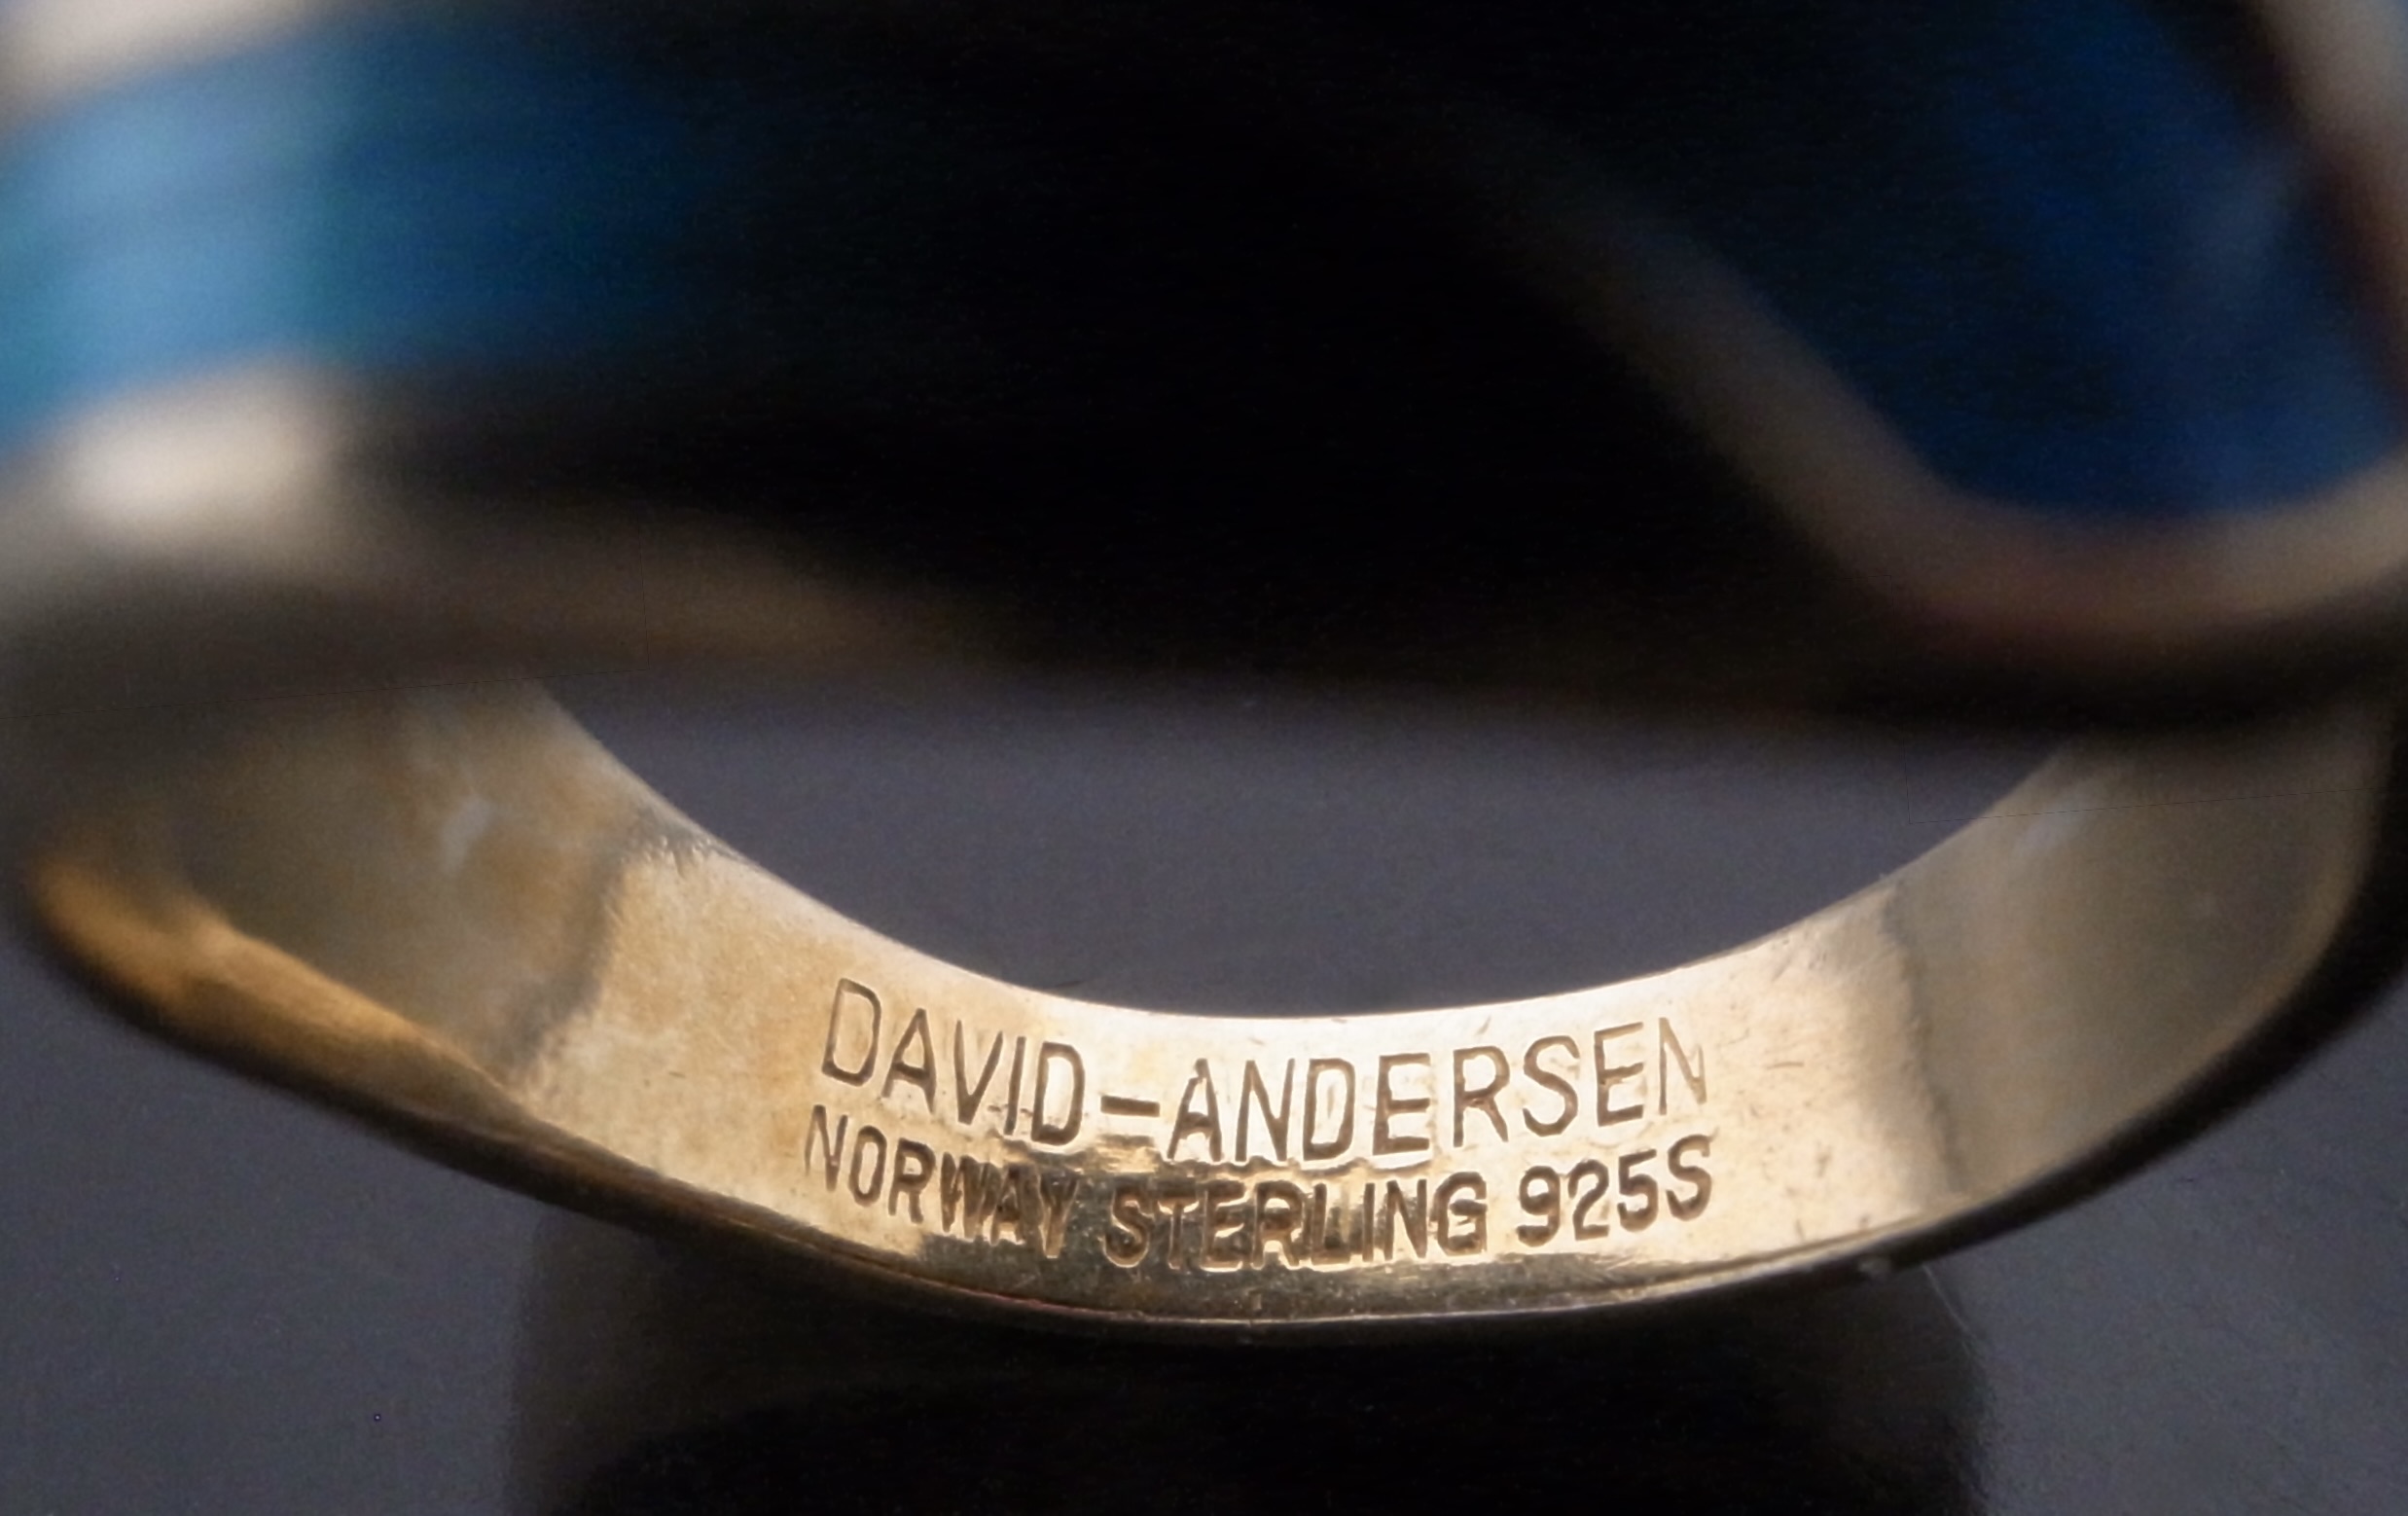 DAVID-ANDERSEN
NORWAY STERLING 925S